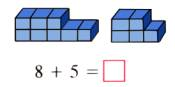 8 + 5 =